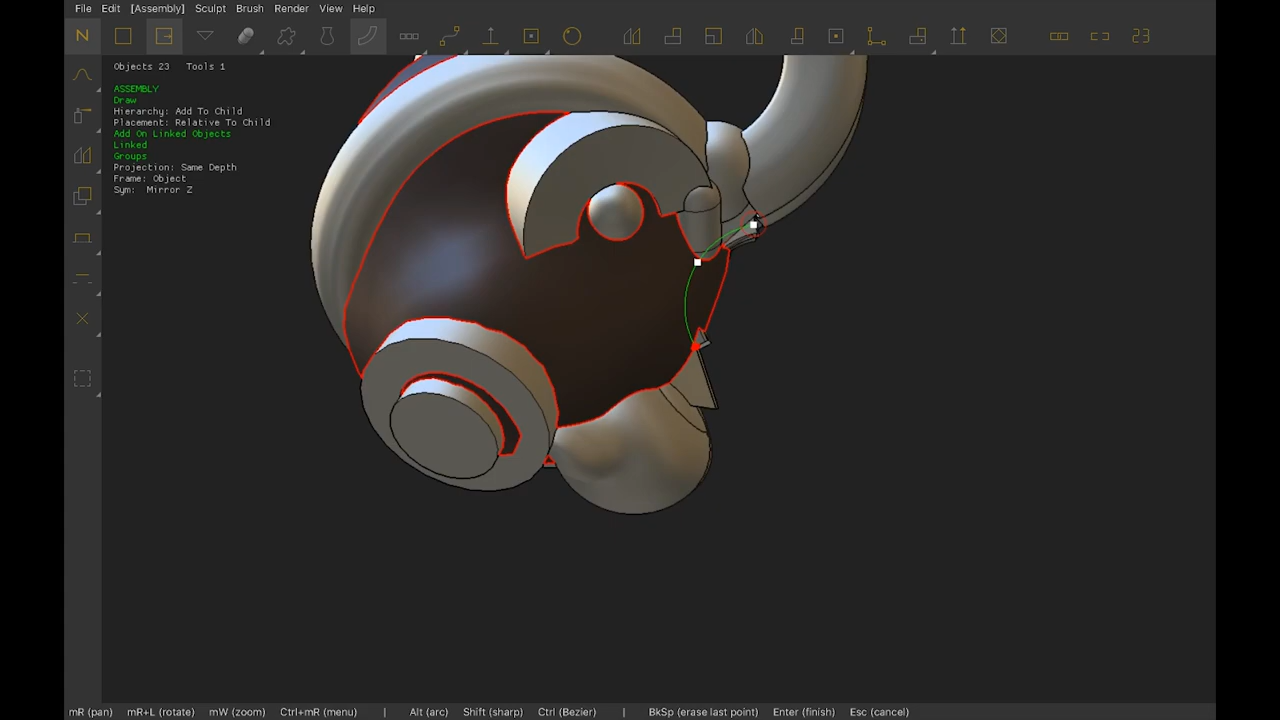 File Edit [Assembly] Sculpt Brush Render View Help
N
23
Objects 23 Tools 1
ASSEMBLY
Draw
Hierarchy: Add To Child
Placement: Relative To Child
Add On Linked Objects
Linked
Groups
Projection: Same Depth
Frame: Object
Sym: Mirror Z
mR (pan) mR+L (rotate) mW (zoom) Ctrl+mR (menu) | Alt (arc) Shift (sharp) Ctrl (Bezier) | BkSp (erase last point) Enter (finish) Esc (cancel)